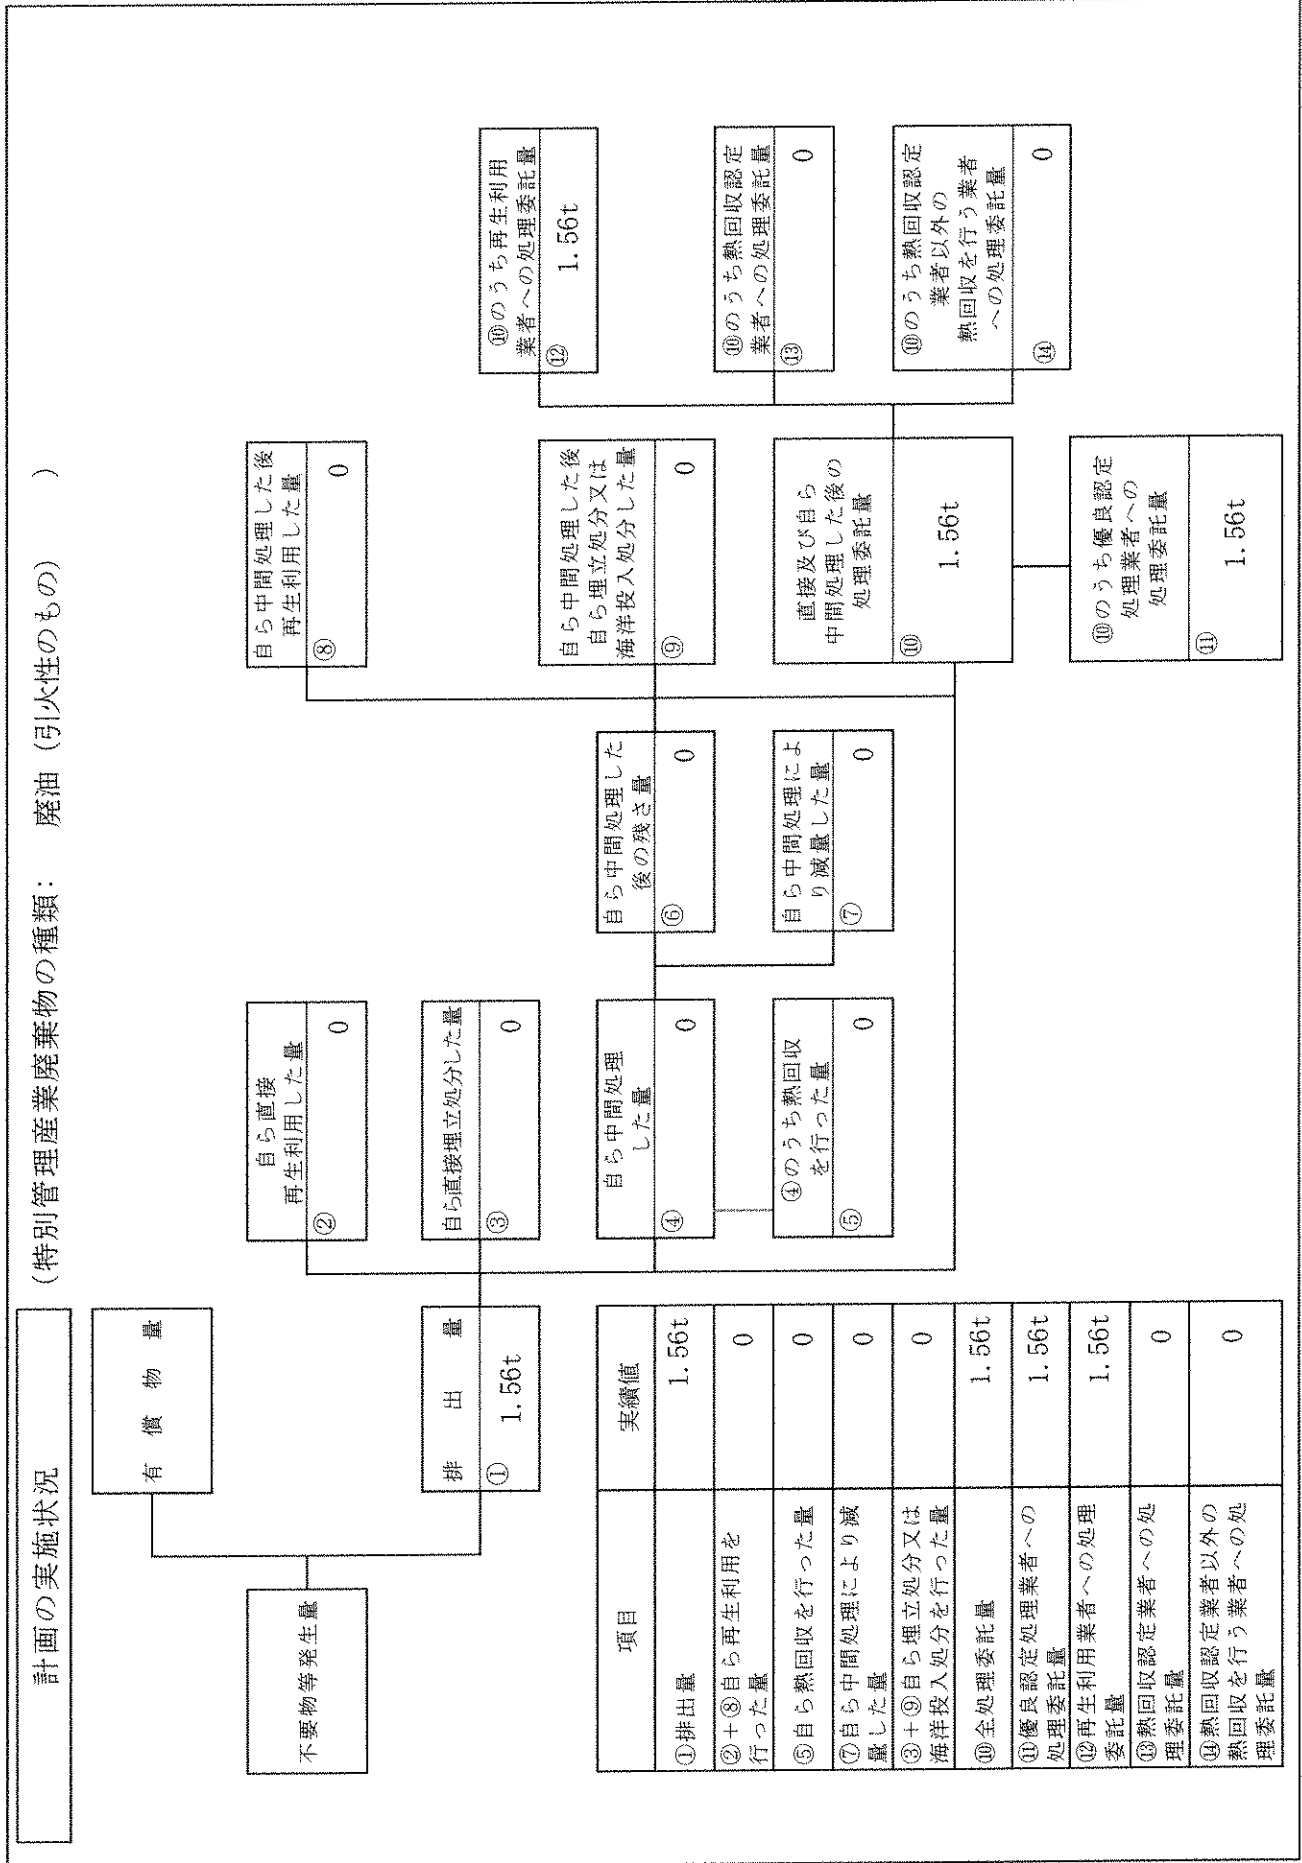 計画の実施状況
（特別管理産業廃棄物の種類： 廃油（引火性のもの） ）
有償物量
不要物等発生量
排出量
① 1.56t
自ら直接
再生利用した量
② 0
自ら直接埋立処分した量
③ 0
自ら中間処理
した量
④ 0
④のうち熱回収
を行った量
⑤ 0
自ら中間処理した
後の残さ量
⑥ 0
自ら中間処理によ
り減量した量
⑦ 0
自ら中間処理した後
再生利用した量
⑧ 0
自ら中間処理した後
自ら埋立処分又は
海洋投入処分した量
⑨ 0
直接及び自ら
中間処理した後の
処理委託量
⑩ 1.56t
⑩のうち優良認定
処理業者への
処理委託量
⑪ 1.56t
⑩のうち再生利用
業者への処理委託量
⑫ 1.56t
⑩のうち熱回収認定
業者への処理委託量
⑬ 0
⑩のうち熱回収認定
業者以外の
熱回収を行う業者
への処理委託量
⑭ 0
項目 実績値
①排出量 1.56t
②＋⑧自ら再生利用を
行った量 0
⑤自ら熱回収を行った量 0
⑦自ら中間処理により減
量した量 0
③＋⑨自ら埋立処分又は
海洋投入処分を行った量 0
⑩全処理委託量 1.56t
⑪優良認定処理業者への
処理委託量 1.56t
⑫再生利用業者への処理
委託量 1.56t
⑬熱回収認定業者への処
理委託量 0
⑭熱回収認定業者以外の
熱回収を行う業者への処
理委託量 0